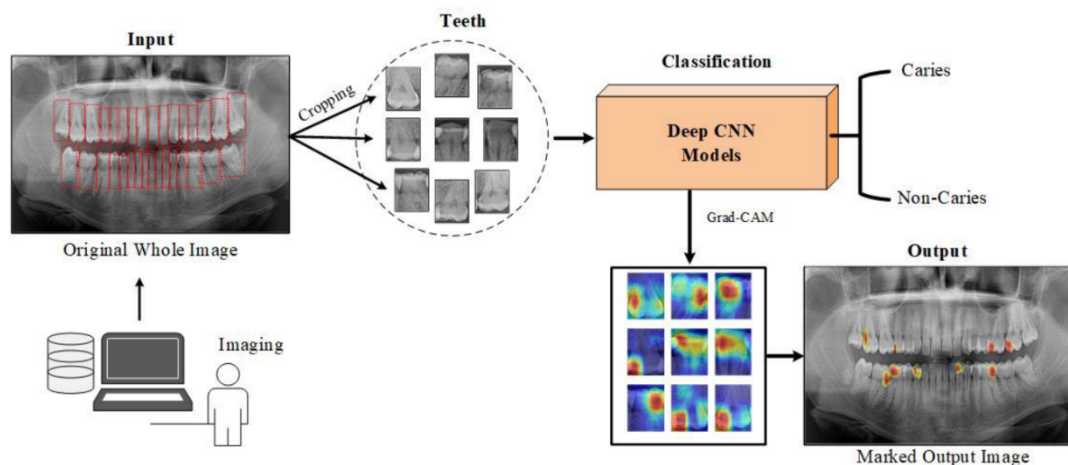 Input
Original Whole Image
Imaging
Cropping
Teeth
Classification
Deep CNN
Models
Caries
Non-Caries
Grad-CAM
Output
Marked Output Image